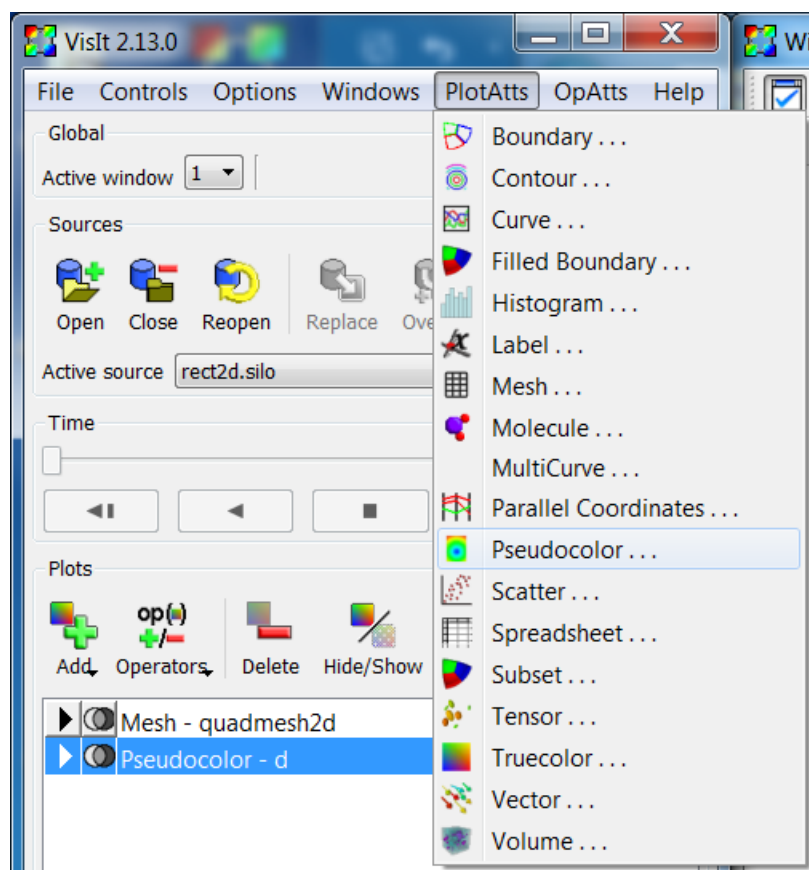 VisIt 2.13.0
Wi
File Controls Options Windows PlotAtts OpAtts Help
Global
Active window 1
Sources
Open Close Reopen Replace Ove
Active source rect2d.silo
Time
Plots
op(=)
Add Operators Delete Hide/Show
Mesh - quadmesh2d
Pseudocolor - d
Boundary . . .
Contour . . .
Curve . . .
Filled Boundary . . .
Histogram . . .
Label . . .
Mesh . . .
Molecule . . .
MultiCurve . . .
Parallel Coordinates . . .
Pseudocolor . . .
Scatter . . .
Spreadsheet . . .
Subset . . .
Tensor . . .
Truecolor . . .
Vector . . .
Volume . . .